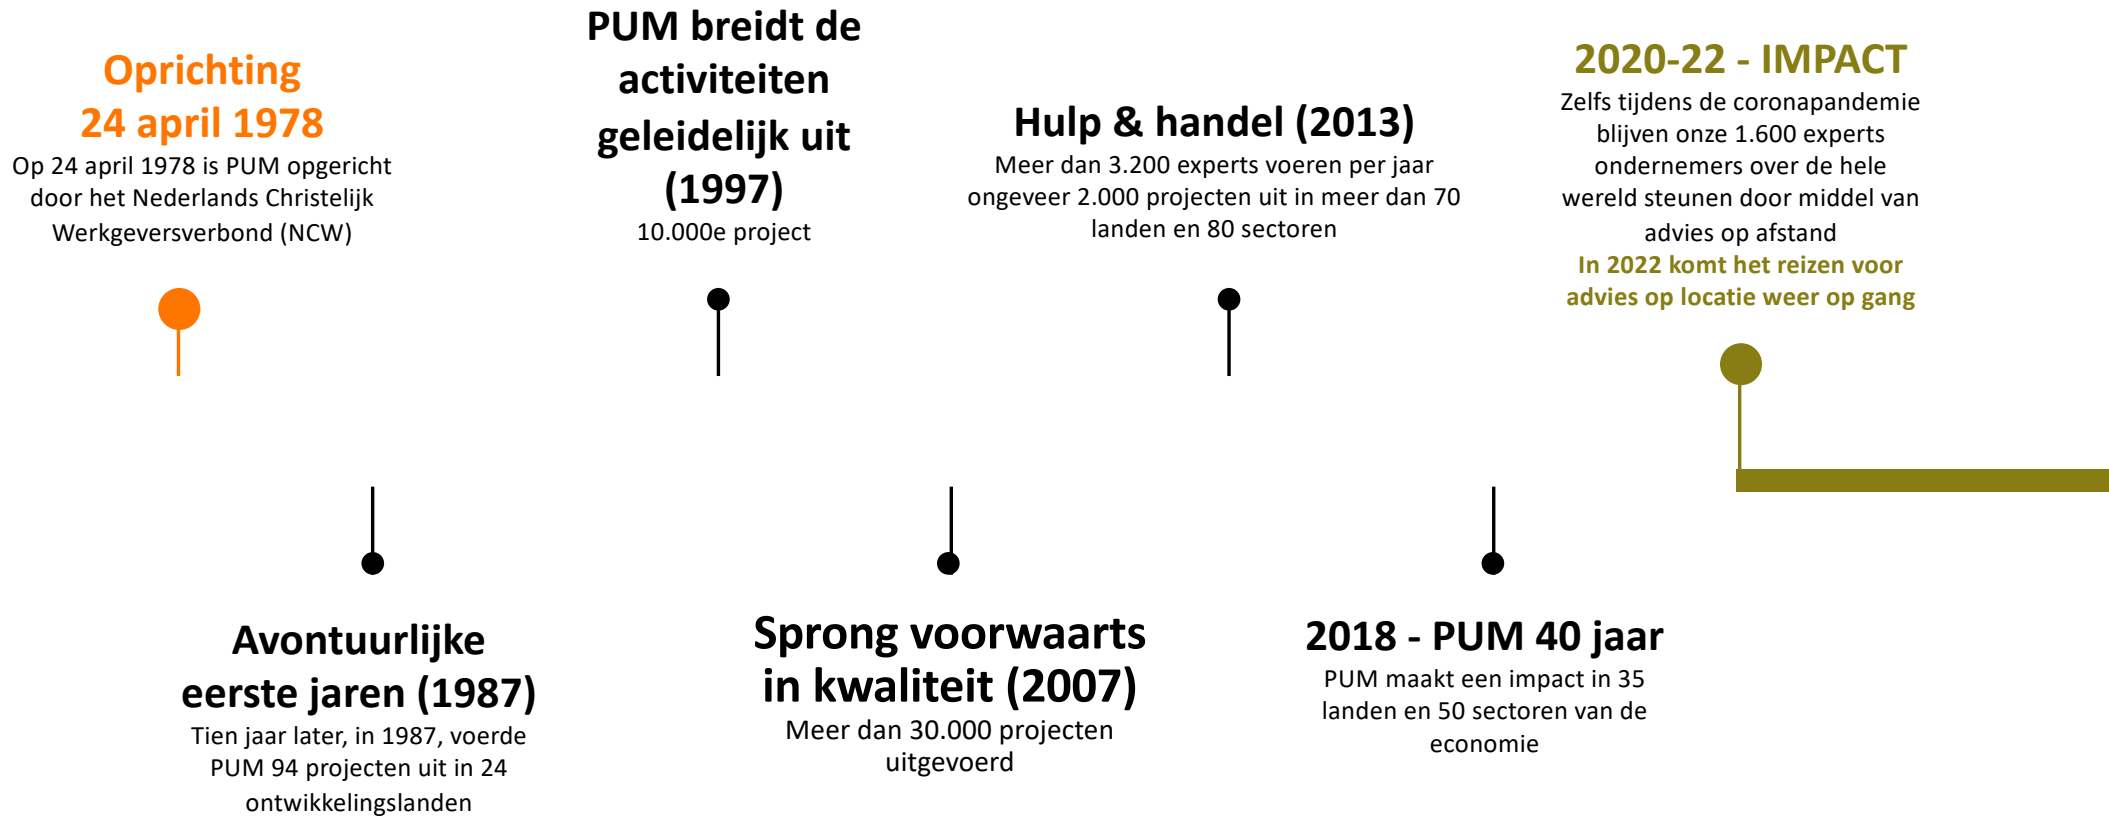 Oprichting
24 april 1978
Op 24 april 1978 is PUM opgericht
door het Nederlands Christelijk
Werkgeversverbond (NCW)
Avontuurlijke
eerste jaren (1987)
Tien jaar later, in 1987, voerde
PUM 94 projecten uit in 24
ontwikkelingslanden
PUM breidt de
activiteiten
geleidelijk uit
(1997)
10.000e project
Sprong voorwaarts
in kwaliteit (2007)
Meer dan 30.000 projecten
uitgevoerd
Hulp & handel (2013)
Meer dan 3.200 experts voeren per jaar
ongeveer 2.000 projecten uit in meer dan 70
landen en 80 sectoren
2018 - PUM 40 jaar
PUM maakt een impact in 35
landen en 50 sectoren van de
economie
2020-22 - IMPACT
Zelfs tijdens de coronapandemie
blijven onze 1.600 experts
ondernemers over de hele
wereld steunen door middel van
advies op afstand
In 2022 komt het reizen voor
advies op locatie weer op gang